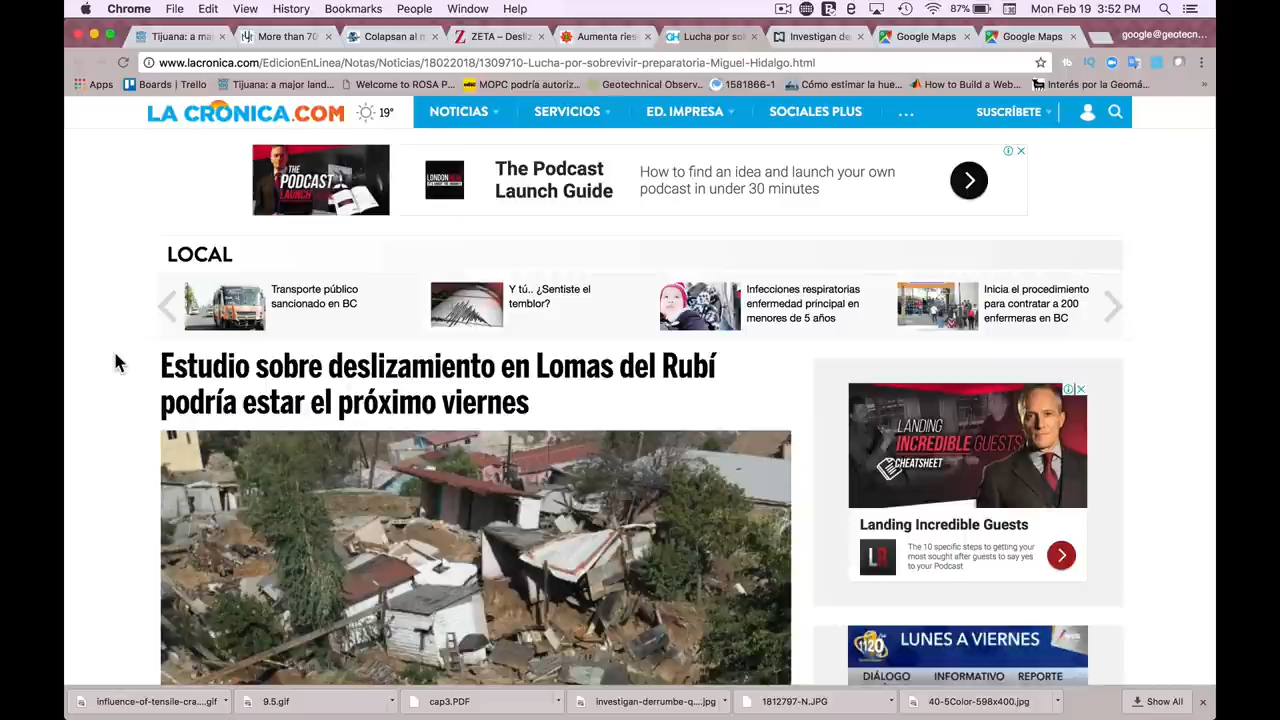 Chrome File Edit View History Bookmarks People Window Help
87% Mon Feb 19 3:52 PM
Tijuana: a ma
More than 70
Colapsan al m
ZETA – Desliz
Aumenta ries
Lucha por sol
Investigan de
Google Maps
Google Maps
google@geotecn...
www.lacronica.com/EdicionEnLinea/Notas/Noticias/18022018/1309710-Lucha-por-sobrevivir-preparatoria-Miguel-Hidalgo.html
Apps
Boards | Trello
Tijuana: a major land...
Welcome to ROSA P...
MOPC podría autoriz...
Geotechnical Observ...
1581866-1
Cómo estimar la hue...
How to Build a Web...
Interés por la Geomá...
LA CRÓNICA.COM
19°
NOTICIAS
SERVICIOS
ED. IMPRESA
SOCIALES PLUS
...
SUSCRÍBETE
THE
PODCAST
LAUNCH
LONDON
REAL
The Podcast
Launch Guide
How to find an idea and launch your own
podcast in under 30 minutes
LOCAL
Transporte público
sancionado en BC
Y tú.. ¿Sentiste el
temblor?
Infecciones respiratorias
enfermedad principal en
menores de 5 años
Inicia el procedimiento
para contratar a 200
enfermeras en BC
Estudio sobre deslizamiento en Lomas del Rubí
podría estar el próximo viernes
LANDING
INCREDIBLE GUESTS
CHEATSHEET
Landing Incredible Guests
LR
The 10 specific steps to getting your
most sought after guests to say yes
to your Podcast
1120
LUNES A VIERNES
DIÁLOGO INFORMATIVO REPORTE
influence-of-tensile-cra....gif
9.5.gif
cap3.PDF
investigan-derrumbe-q....jpg
1812797-N.JPG
40-5Color-598x400.jpg
Show All